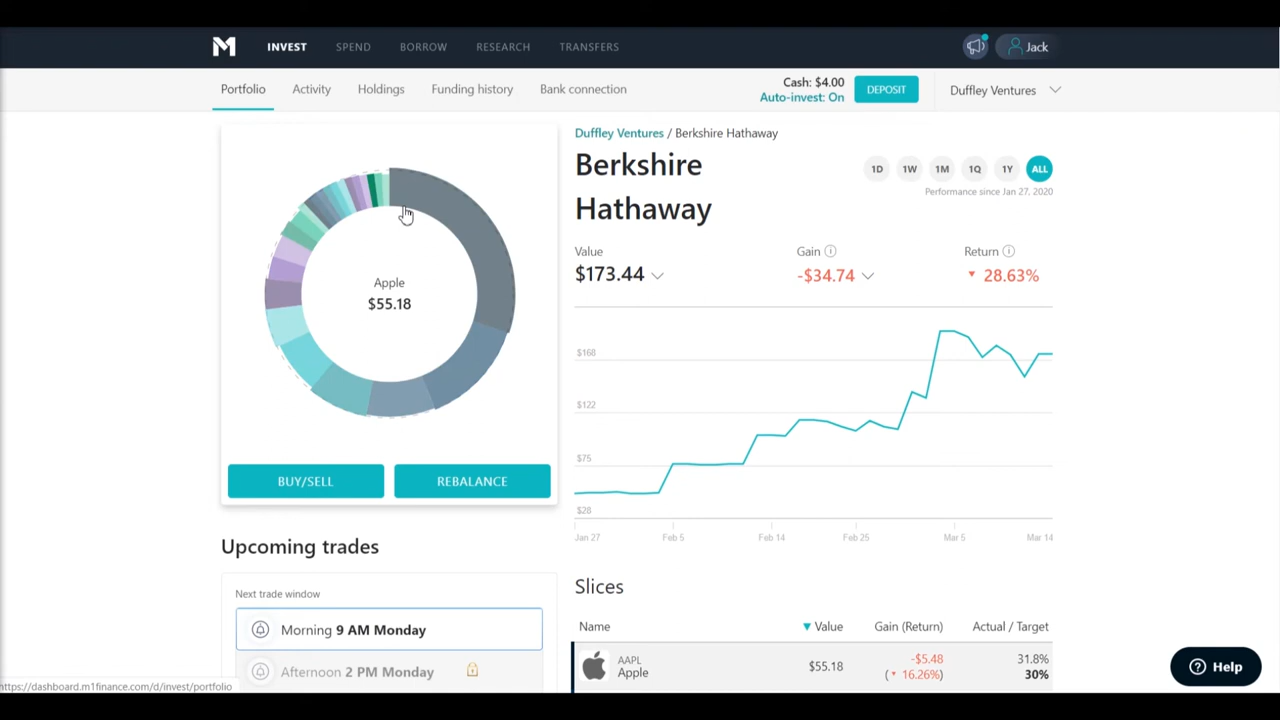 M INVEST SPEND BORROW RESEARCH TRANSFERS Jack
Portfolio Activity Holdings Funding history Bank connection Cash: $4.00 DEPOSIT Duffley Ventures
Auto-invest: On
Apple
$55.18
BUY/SELL REBALANCE
Duffley Ventures / Berkshire Hathaway
Berkshire
Hathaway
1D 1W 1M 1Q 1Y ALL
Performance since Jan 27, 2020
Value Gain Return
$173.44 -$34.74 28.63%
$168
$122
$75
$28
Jan 27 Feb 5 Feb 14 Feb 25 Mar 5 Mar 14
Upcoming trades
Next trade window
Morning 9 AM Monday
Afternoon 2 PM Monday
Slices
Name Value Gain (Return) Actual / Target
AAPL $55.18 -$5.48 31.8%
Apple (▼ 16.26%) 30%
Help
https://dashboard.m1finance.com/d/invest/portfolio